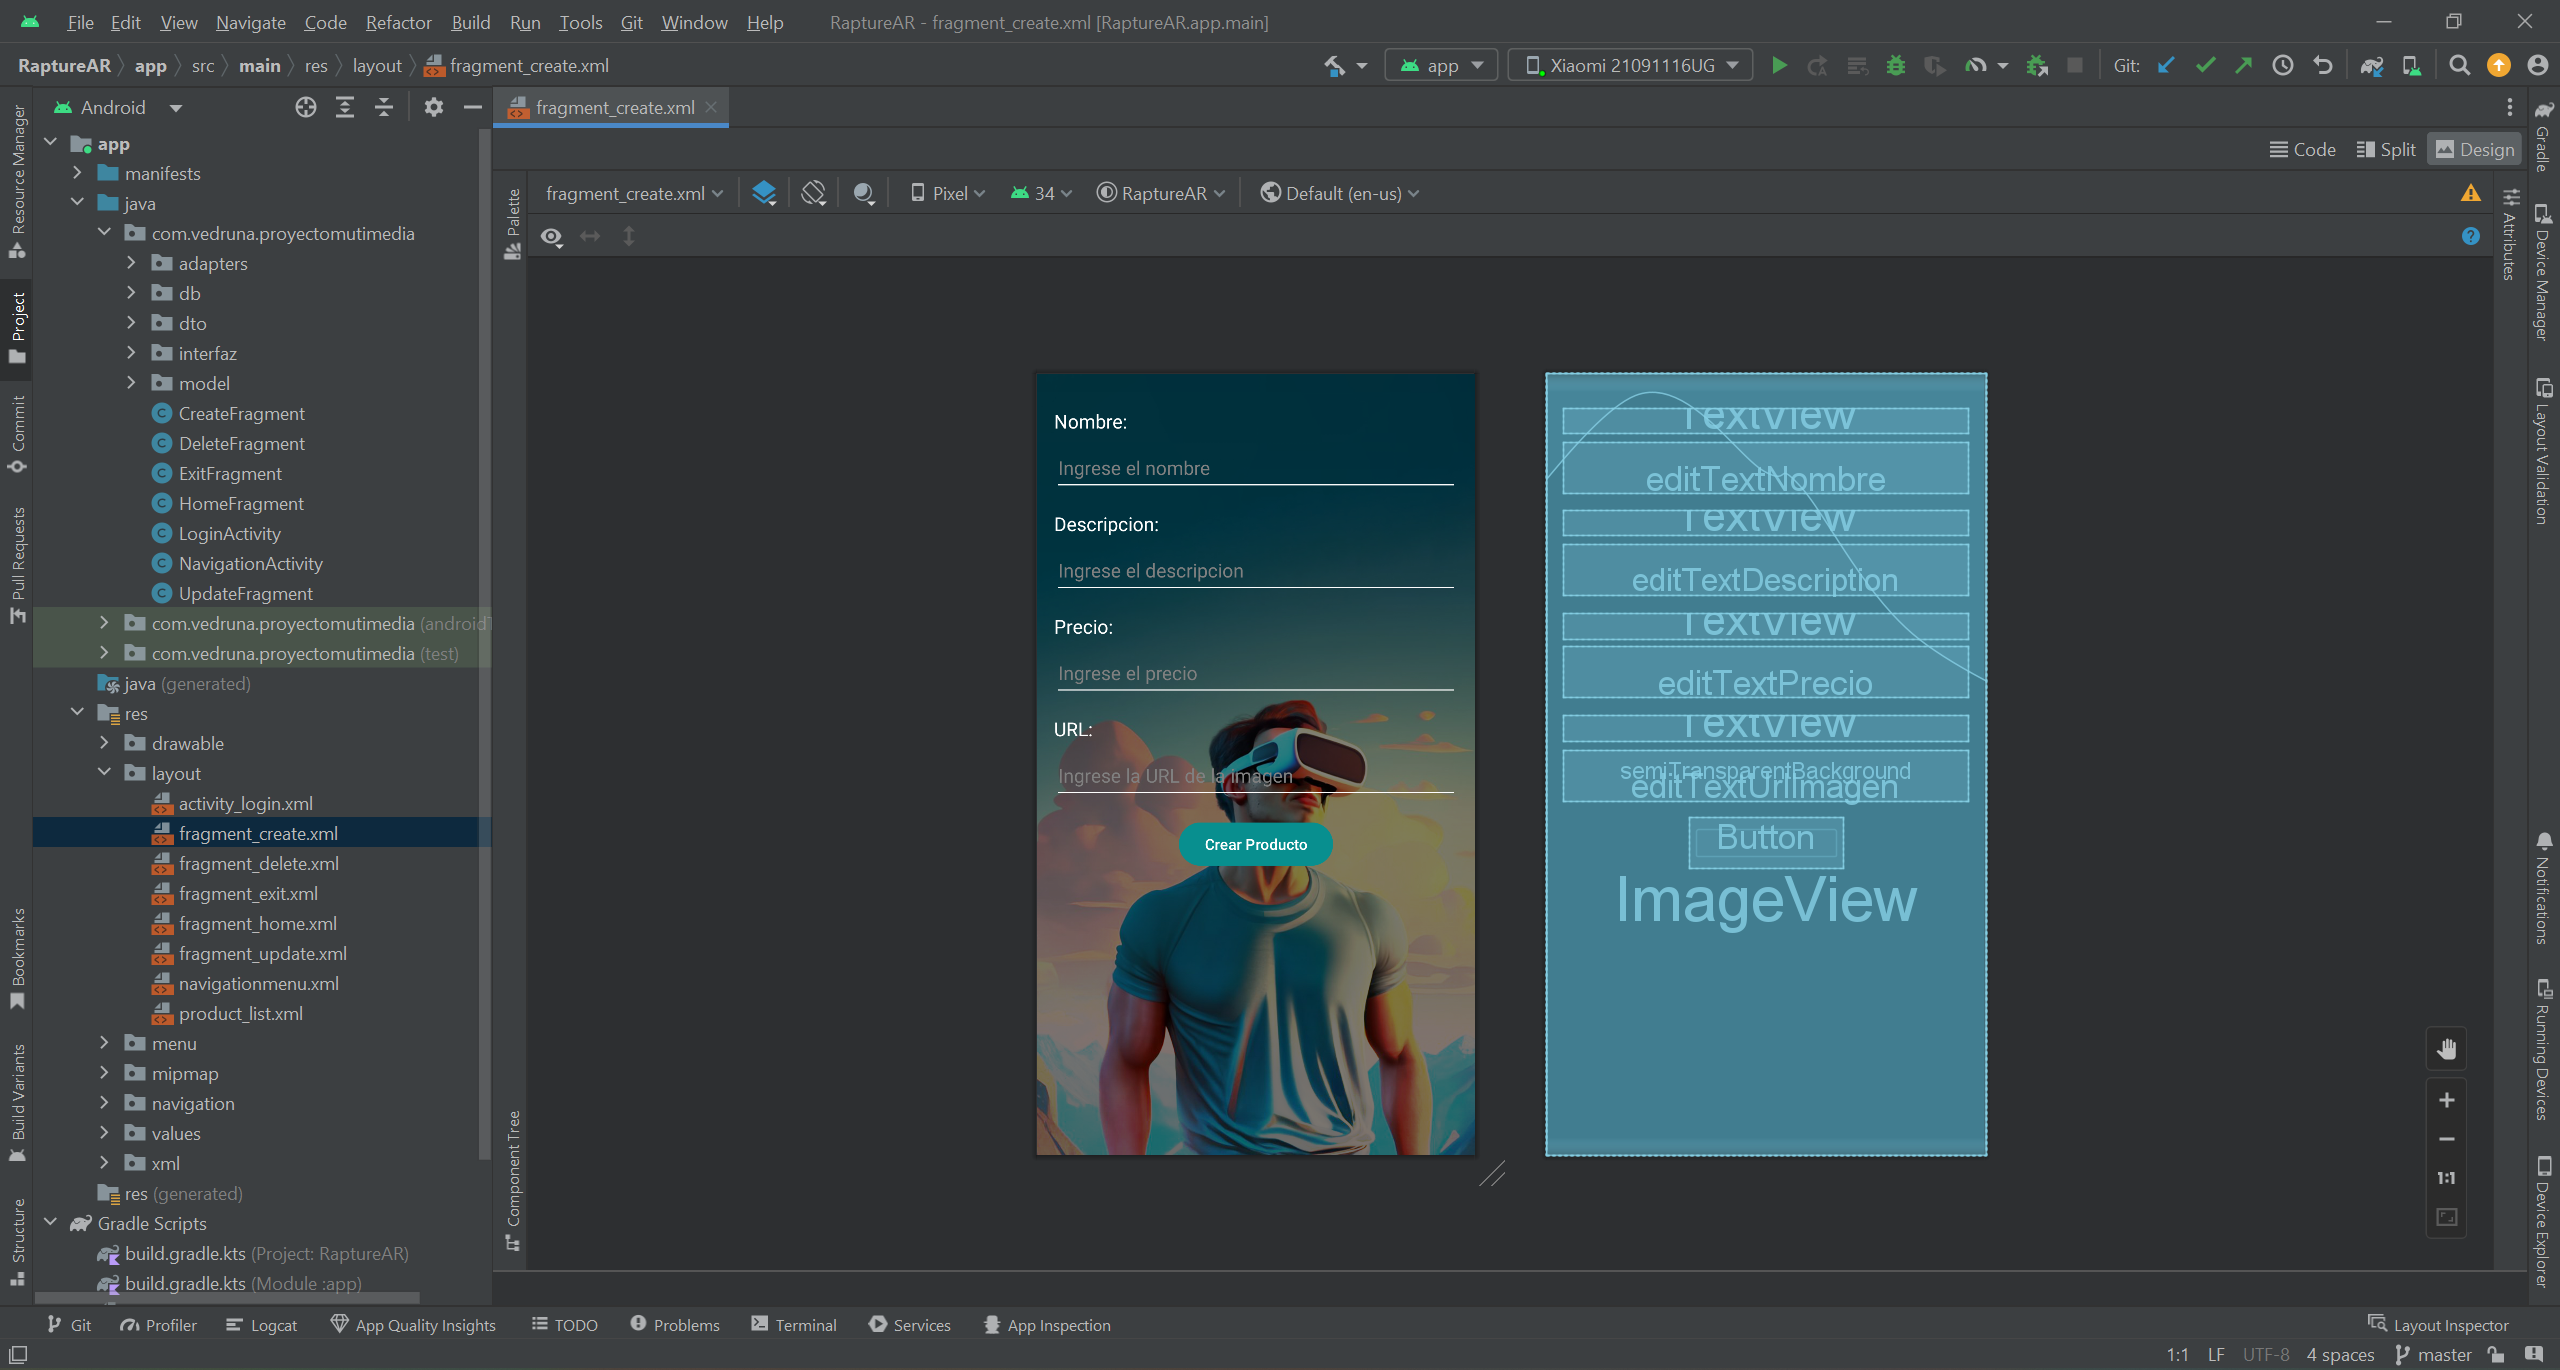 File Edit View Navigate Code Refactor Build Run Tools Git Window Help RaptureAR - fragment_create.xml [RaptureAR.app.main]
RaptureAR app src main res layout fragment_create.xml app Xiaomi 21091116UG Git:
Android
fragment_create.xml
Code Split Design
fragment_create.xml Pixel 34 RaptureAR Default (en-us)
Resource Manager
Project
Commit
Pull Requests
Bookmarks
Build Variants
Structure
app
manifests
java
com.vedruna.proyectomutimedia
adapters
db
dto
interfaz
model
CreateFragment
DeleteFragment
ExitFragment
HomeFragment
LoginActivity
NavigationActivity
UpdateFragment
com.vedruna.proyectomutimedia (android
com.vedruna.proyectomutimedia (test)
java (generated)
res
drawable
layout
activity_login.xml
fragment_create.xml
fragment_delete.xml
fragment_exit.xml
fragment_home.xml
fragment_update.xml
navigationmenu.xml
product_list.xml
menu
mipmap
navigation
values
xml
res (generated)
Gradle Scripts
build.gradle.kts (Project: RaptureAR)
build.gradle.kts (Module :app)
Palette
Component Tree
Nombre:
Ingrese el nombre
Descripcion:
Ingrese el descripcion
Precio:
Ingrese el precio
URL:
Ingrese la URL de la imagen
Crear Producto
TextView
editTextNombre
TextView
editTextDescription
TextView
editTextPrecio
TextView
semiTransparentBackground
editTextUrlImagen
Button
ImageView
1:1
Attributes
Gradle
Device Manager
Layout Validation
Notifications
Running Devices
Device Explorer
Git Profiler Logcat App Quality Insights TODO Problems Terminal Services App Inspection Layout Inspector
1:1 LF UTF-8 4 spaces master